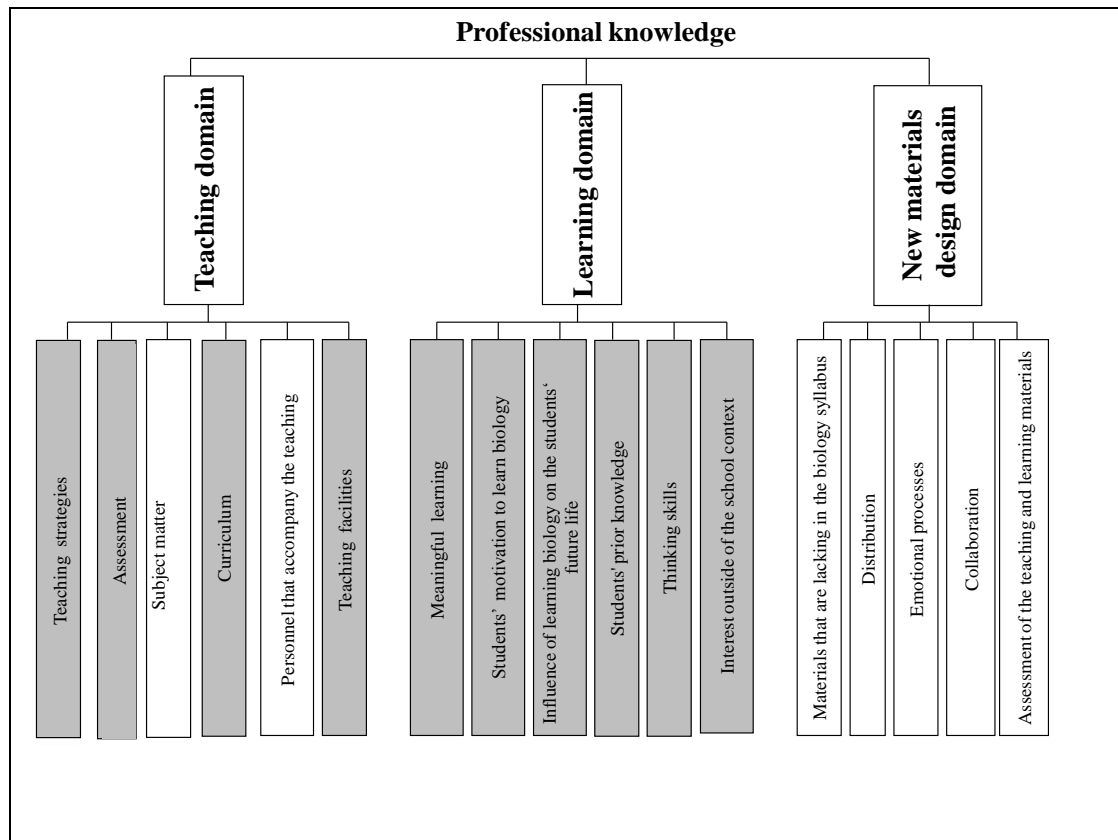 Professional knowledge
Teaching domain
Learning domain
New materials
design domain
Teaching  strategies
Assessment
Subject matter
Curriculum
Personnel that accompany the teaching
Teaching facilities
Meaningful learning
Students’ motivation to learn biology
Influence of learning biology on the students‘
future life
Students' prior knowledge
Thinking skills
Interest outside of the school context
Materials that are lacking in the biology syllabus
Distribution
Emotional processes
Collaboration
Assessment of the teaching and learning materials